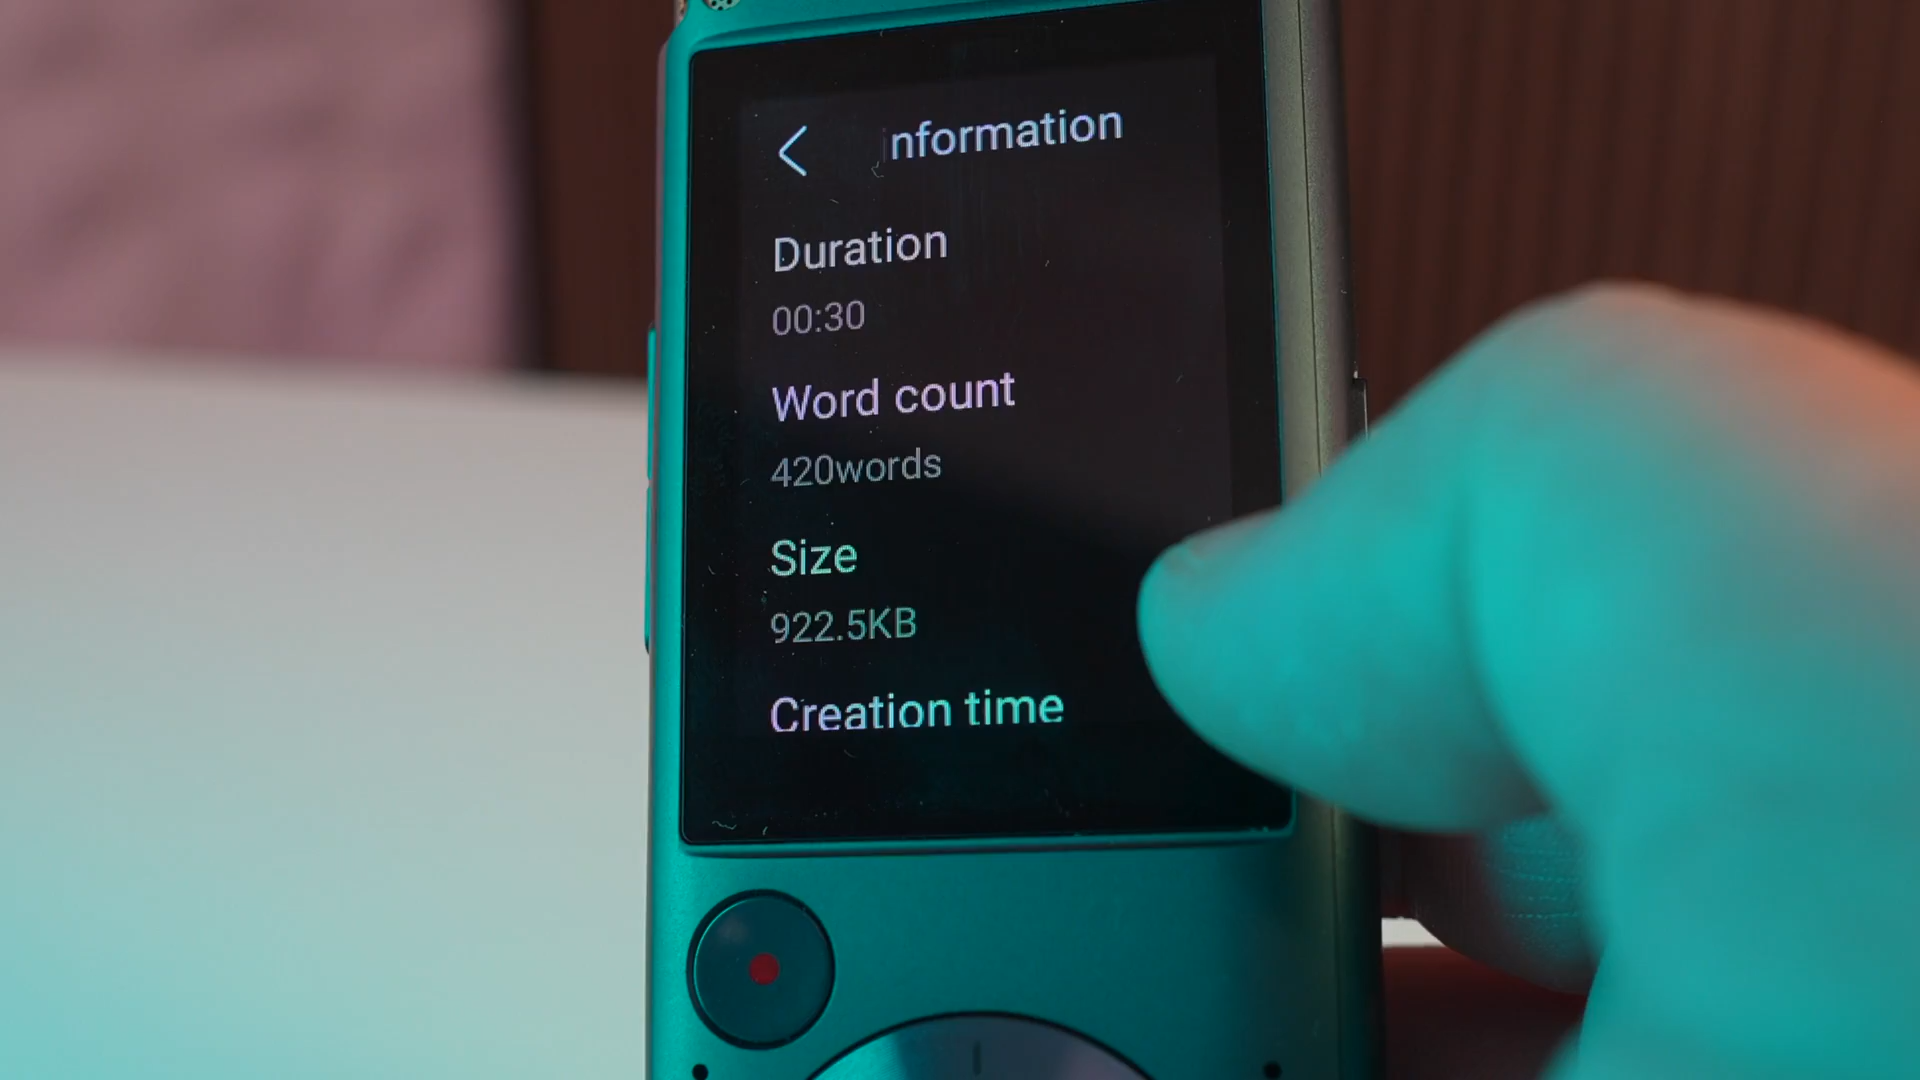 nformation
Duration
00:30
Word count
420words
Size
922.5KB
Creation time